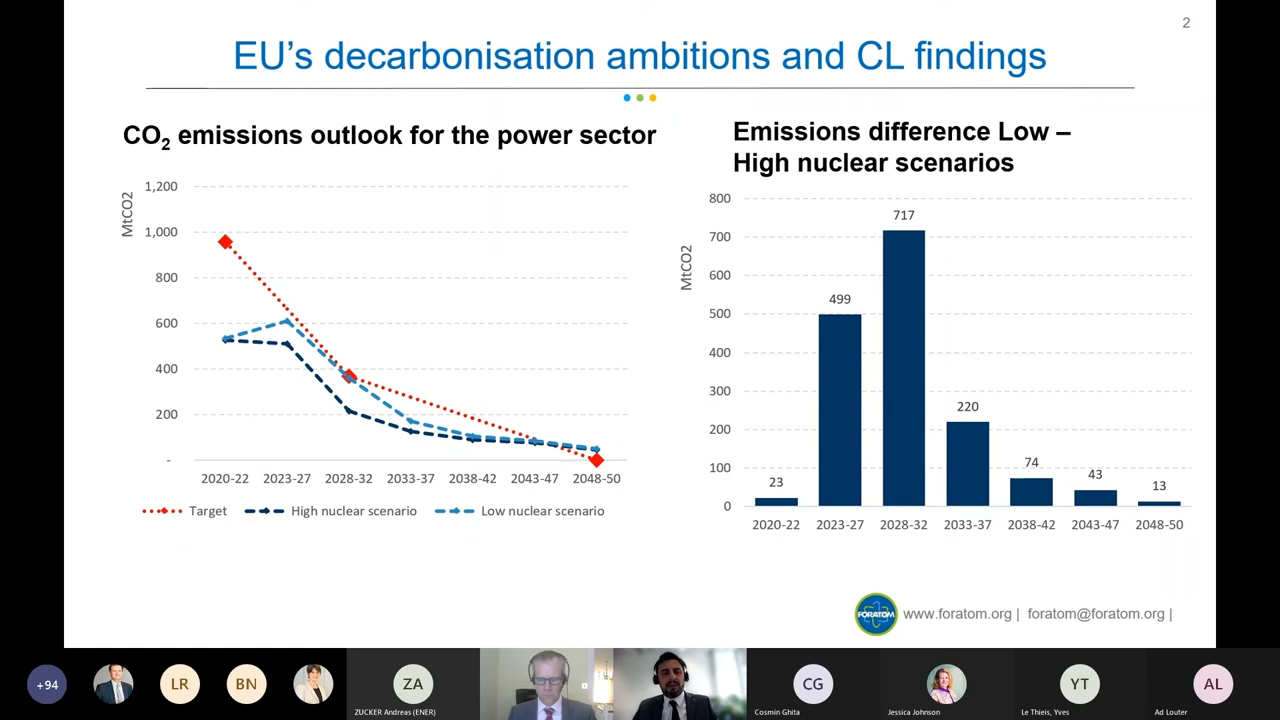 2
EU's decarbonisation ambitions and CL findings
CO2 emissions outlook for the power sector
MtCO2
1,200
1,000
800
600
400
200
-
2020-22 2023-27 2028-32 2033-37 2038-42 2043-47 2048-50
Target High nuclear scenario Low nuclear scenario
Emissions difference Low –
High nuclear scenarios
MtCO2
800
700
600
500
400
300
200
100
0
23
499
717
220
74
43
13
2020-22 2023-27 2028-32 2033-37 2038-42 2043-47 2048-50
FORATOM
www.foratom.org | foratom@foratom.org |
+94
LR
BN
ZA
ZUCKER Andreas (ENER)
CG
Cosmin Ghita
Jessica Johnson
YT
Le Thieis, Yves
AL
Ad Louter